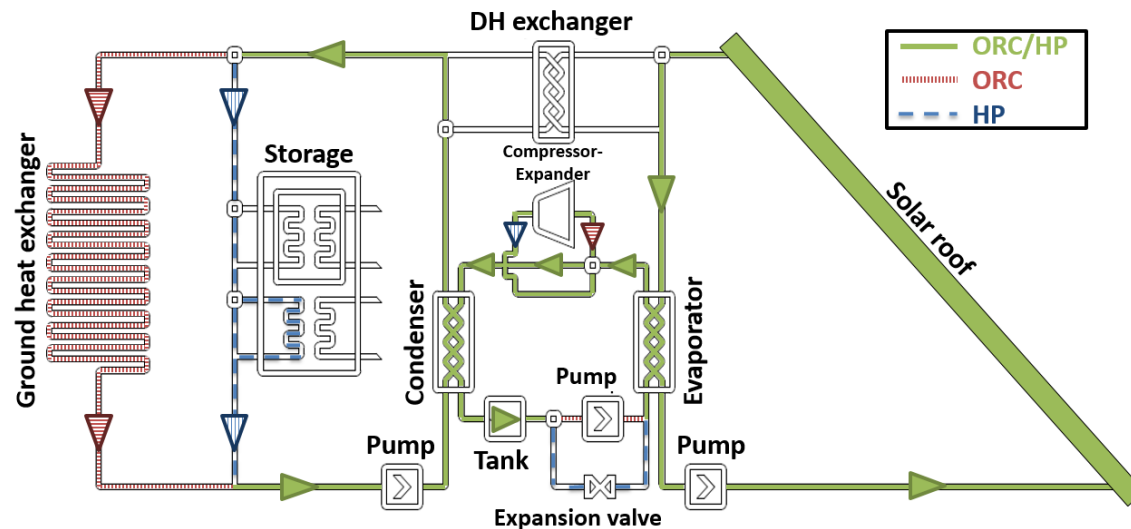 DH exchanger
ORC/HP
ORC
HP
Ground heat exchanger
Storage
Compressor-
Expander
Solar roof
Condenser
Evaporator
Pump
Pump
Tank
Pump
Expansion valve